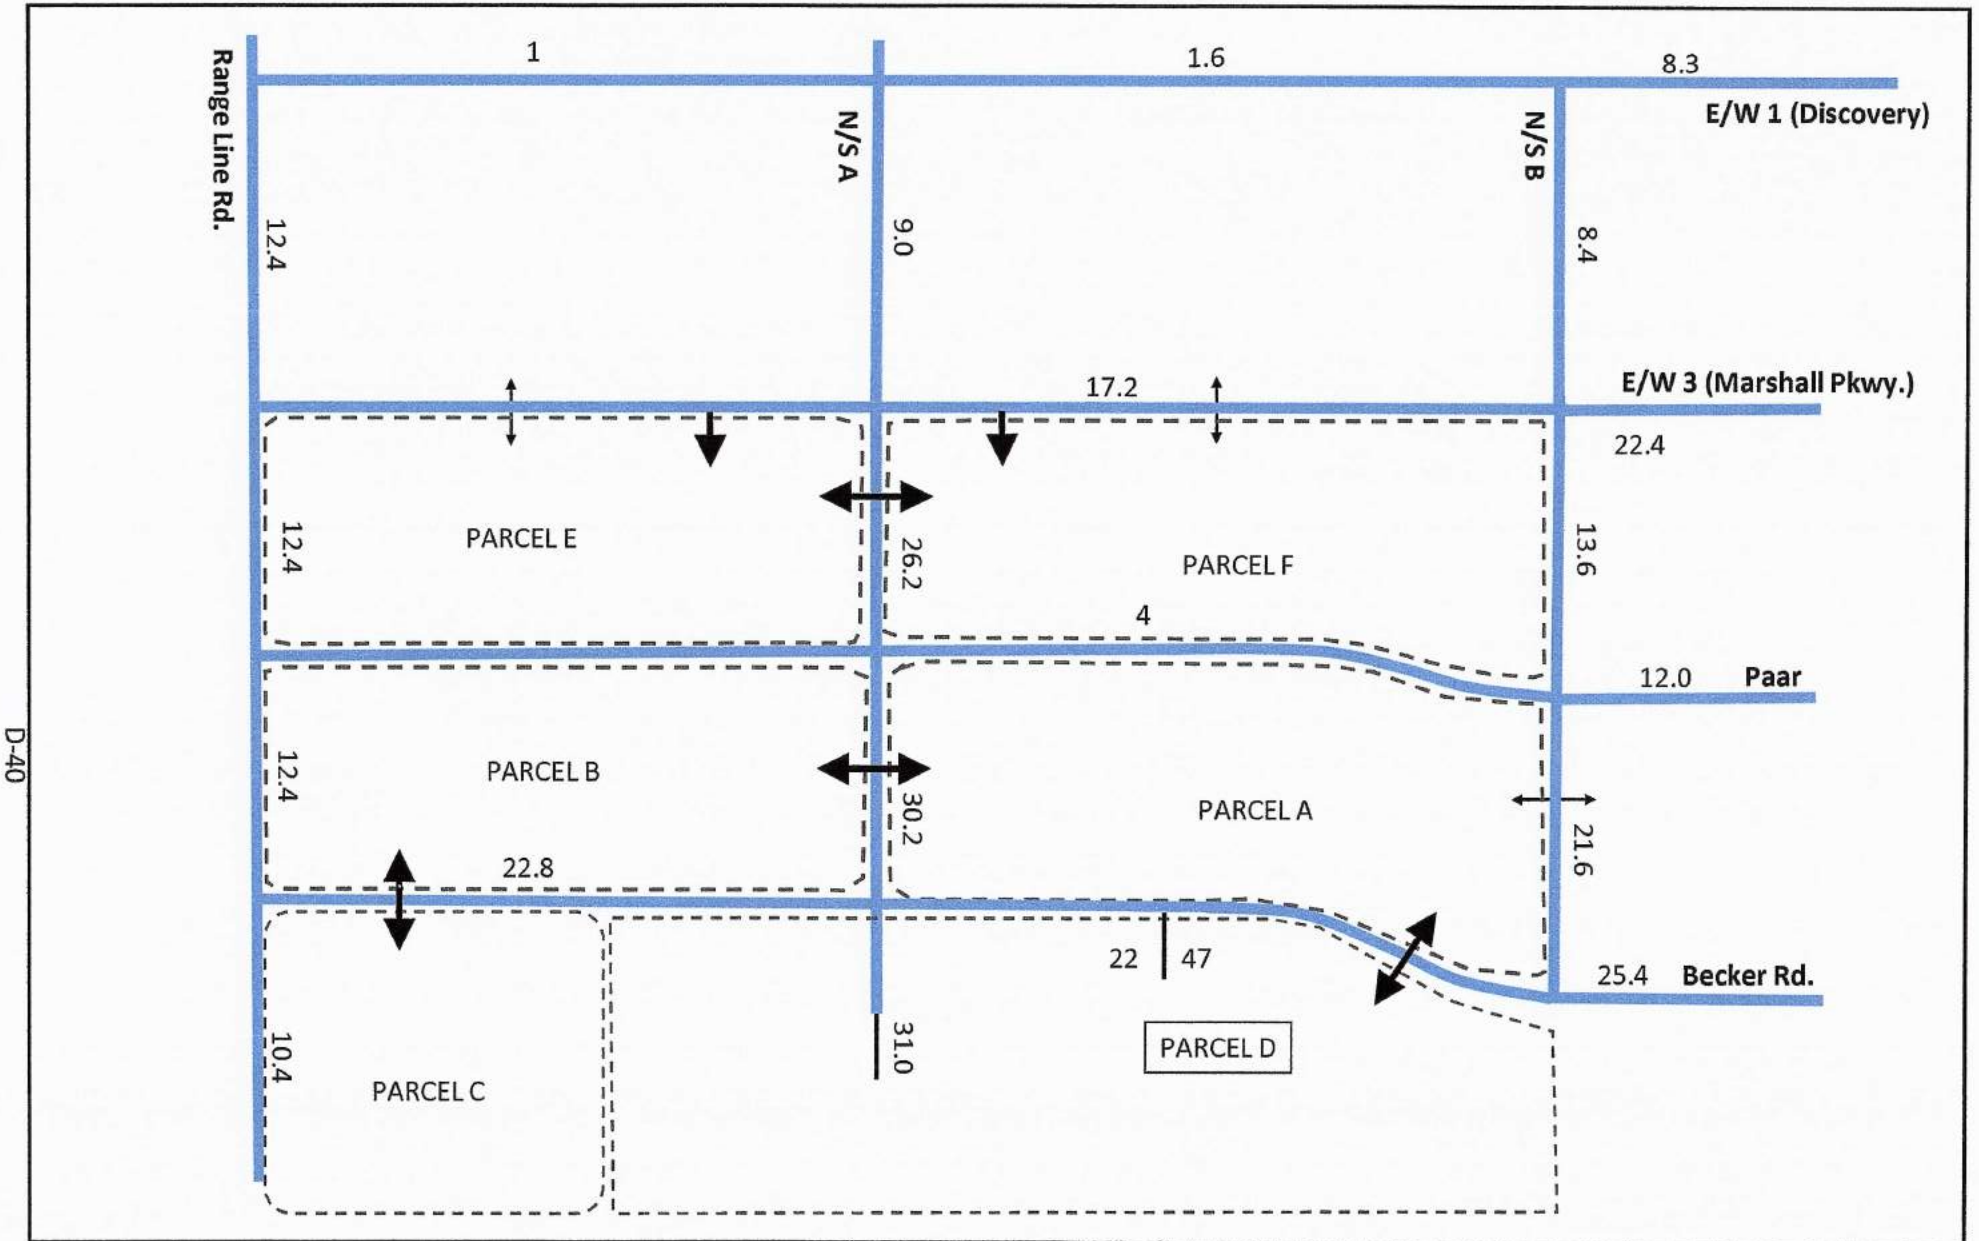 1
1.6
8.3
E/W 1 (Discovery)
Range Line Rd.
N/S A
N/S B
12.4
9.0
8.4
17.2
E/W 3 (Marshall Pkwy.)
22.4
12.4
PARCEL E
26.2
PARCEL F
13.6
4
12.0
Paar
D-40
12.4
PARCEL B
30.2
PARCEL A
21.6
22.8
22
47
25.4
Becker Rd.
10.4
PARCEL C
31.0
PARCEL D